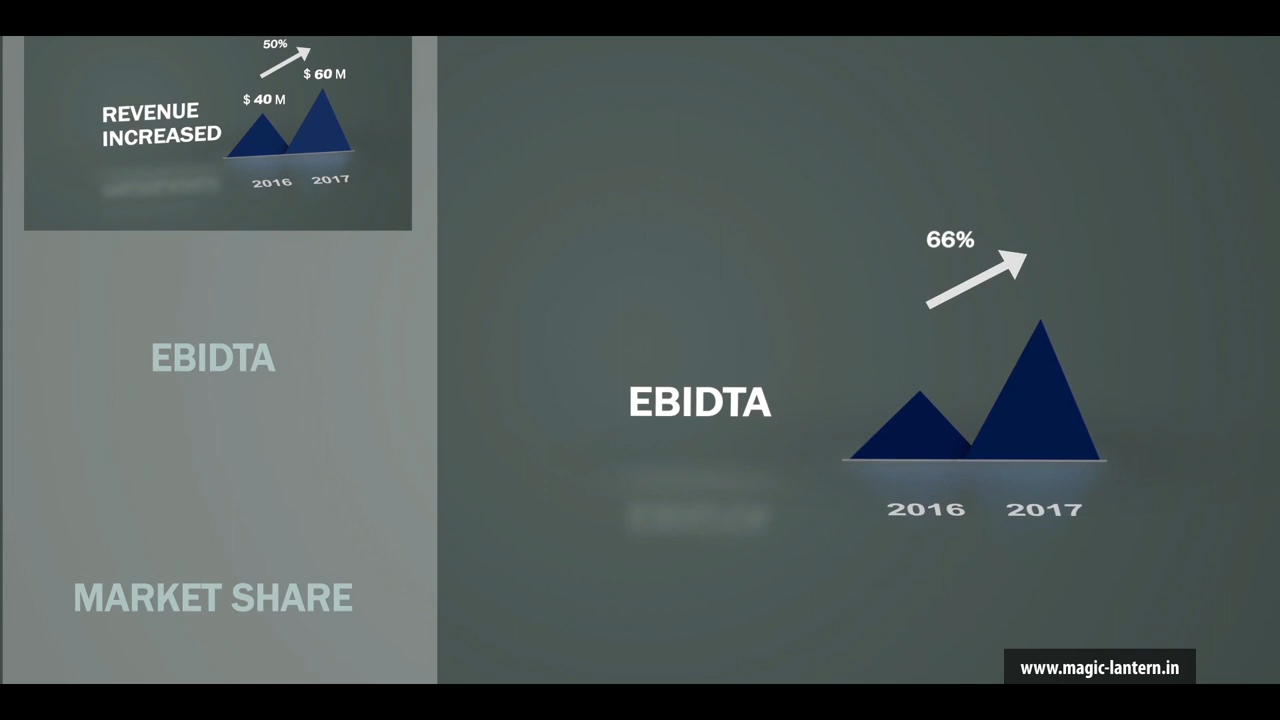 50%
$ 60 M
$ 40 M
REVENUE
INCREASED
2016 2017
EBIDTA
MARKET SHARE
66%
EBIDTA
2016 2017
www.magic-lantern.in